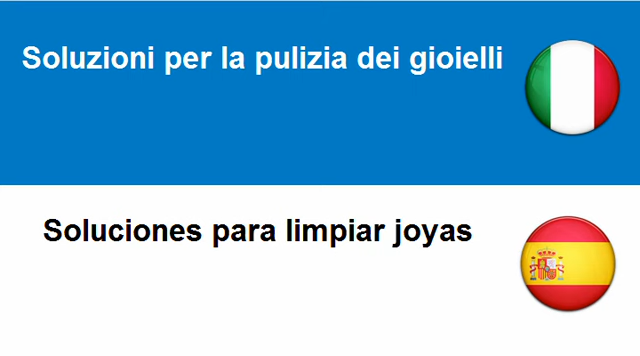 Soluzioni per la pulizia dei gioielli
Soluciones para limpiar joyas